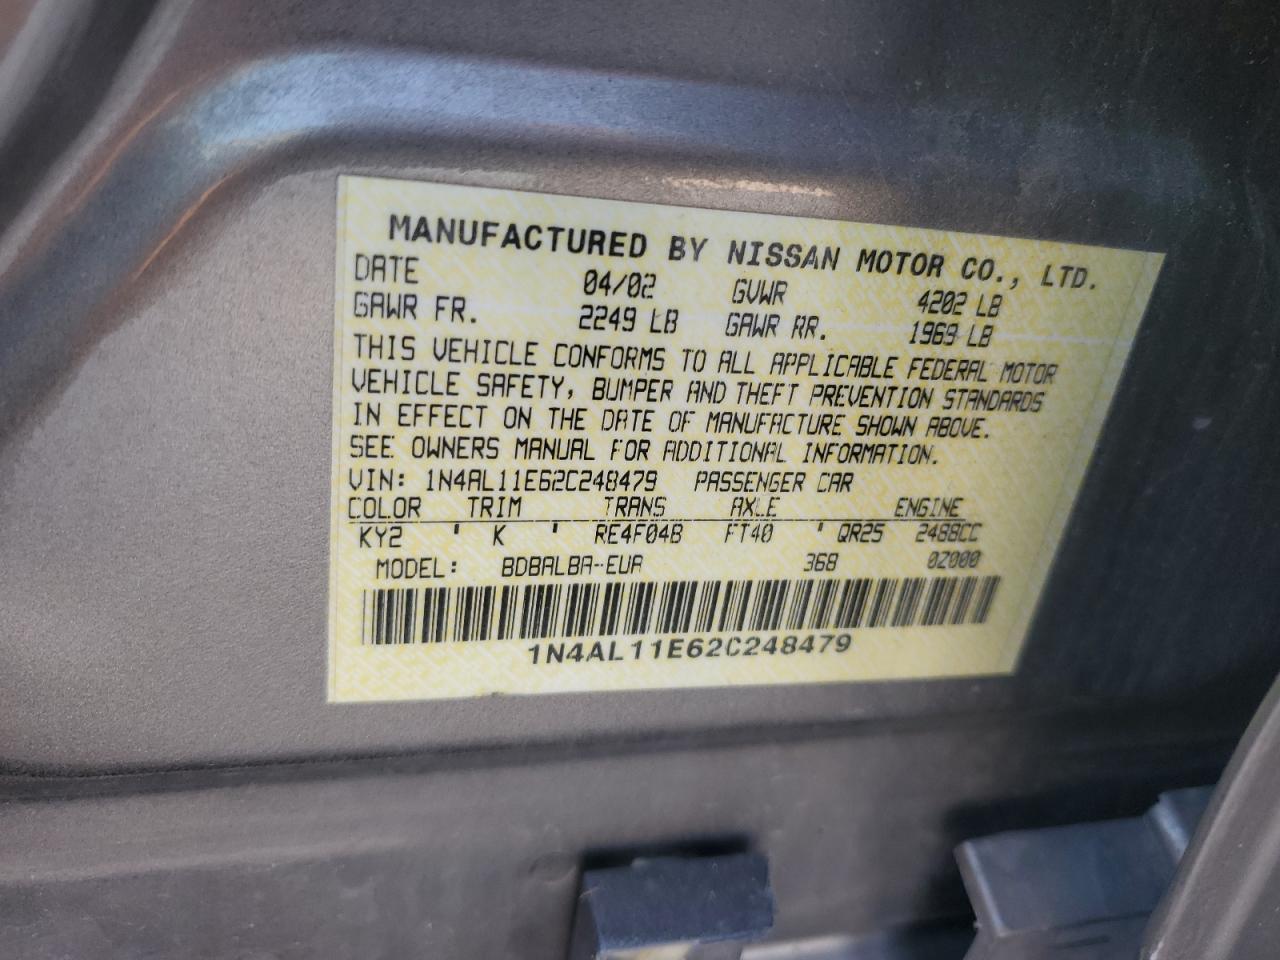 MANUFACTURED BY NISSAN MOTOR CO., LTD.
DATE 04/02 GVWR 4202 LB
GAWR FR. 2249 LB GAWR RR. 1969 LB
THIS VEHICLE CONFORMS TO ALL APPLICABLE FEDERAL MOTOR
VEHICLE SAFETY, BUMPER AND THEFT PREVENTION STANDARDS
IN EFFECT ON THE DATE OF MANUFACTURE SHOWN ABOVE.
SEE OWNERS MANUAL FOR ADDITIONAL INFORMATION.
VIN: 1N4AL11E62C248479 PASSENGER CAR
COLOR TRIM TRANS AXLE ENGINE
KY2 ' K ' RE4F04B FT40 ' QR25 2488CC
MODEL: BDBALBA-EUA 368 0Z000
1N4AL11E62C248479